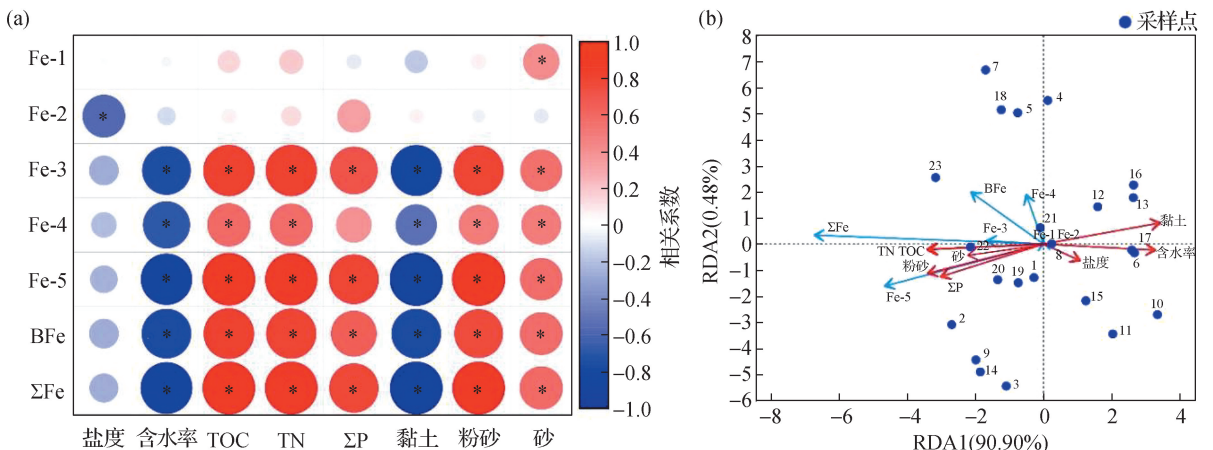 (a)
Fe-1
Fe-2
Fe-3
Fe-4
Fe-5
BFe
ΣFe
* 
*
* * * * * * *
* * * * * *
* * * * * * *
* * * * * * *
* * * * * * *
盐度 含水率 TOC TN ΣP 黏土 粉砂 砂
1.0
0.8
0.6
0.4
0.2
0
−0.2
−0.4
−0.6
−0.8
−1.0
相关系数
(b)
采样点
RDA2(0.48%)
8
7
6
5
4
3
2
1
0
−1
−2
−3
−4
−5
−6
7
18
5
4
23
BFe
Fe-4
16
12
13
黏土
21
ΣFe
Fe-3
Fe-1
Fe-2
17
TN TOC
22
砂
8
盐度
6
含水率
粉砂
ΣP
Fe-5
20
19
1
15
2
10
11
9
14
3
−8 −6 −4 −2 0 2 4
RDA1(90.90%)